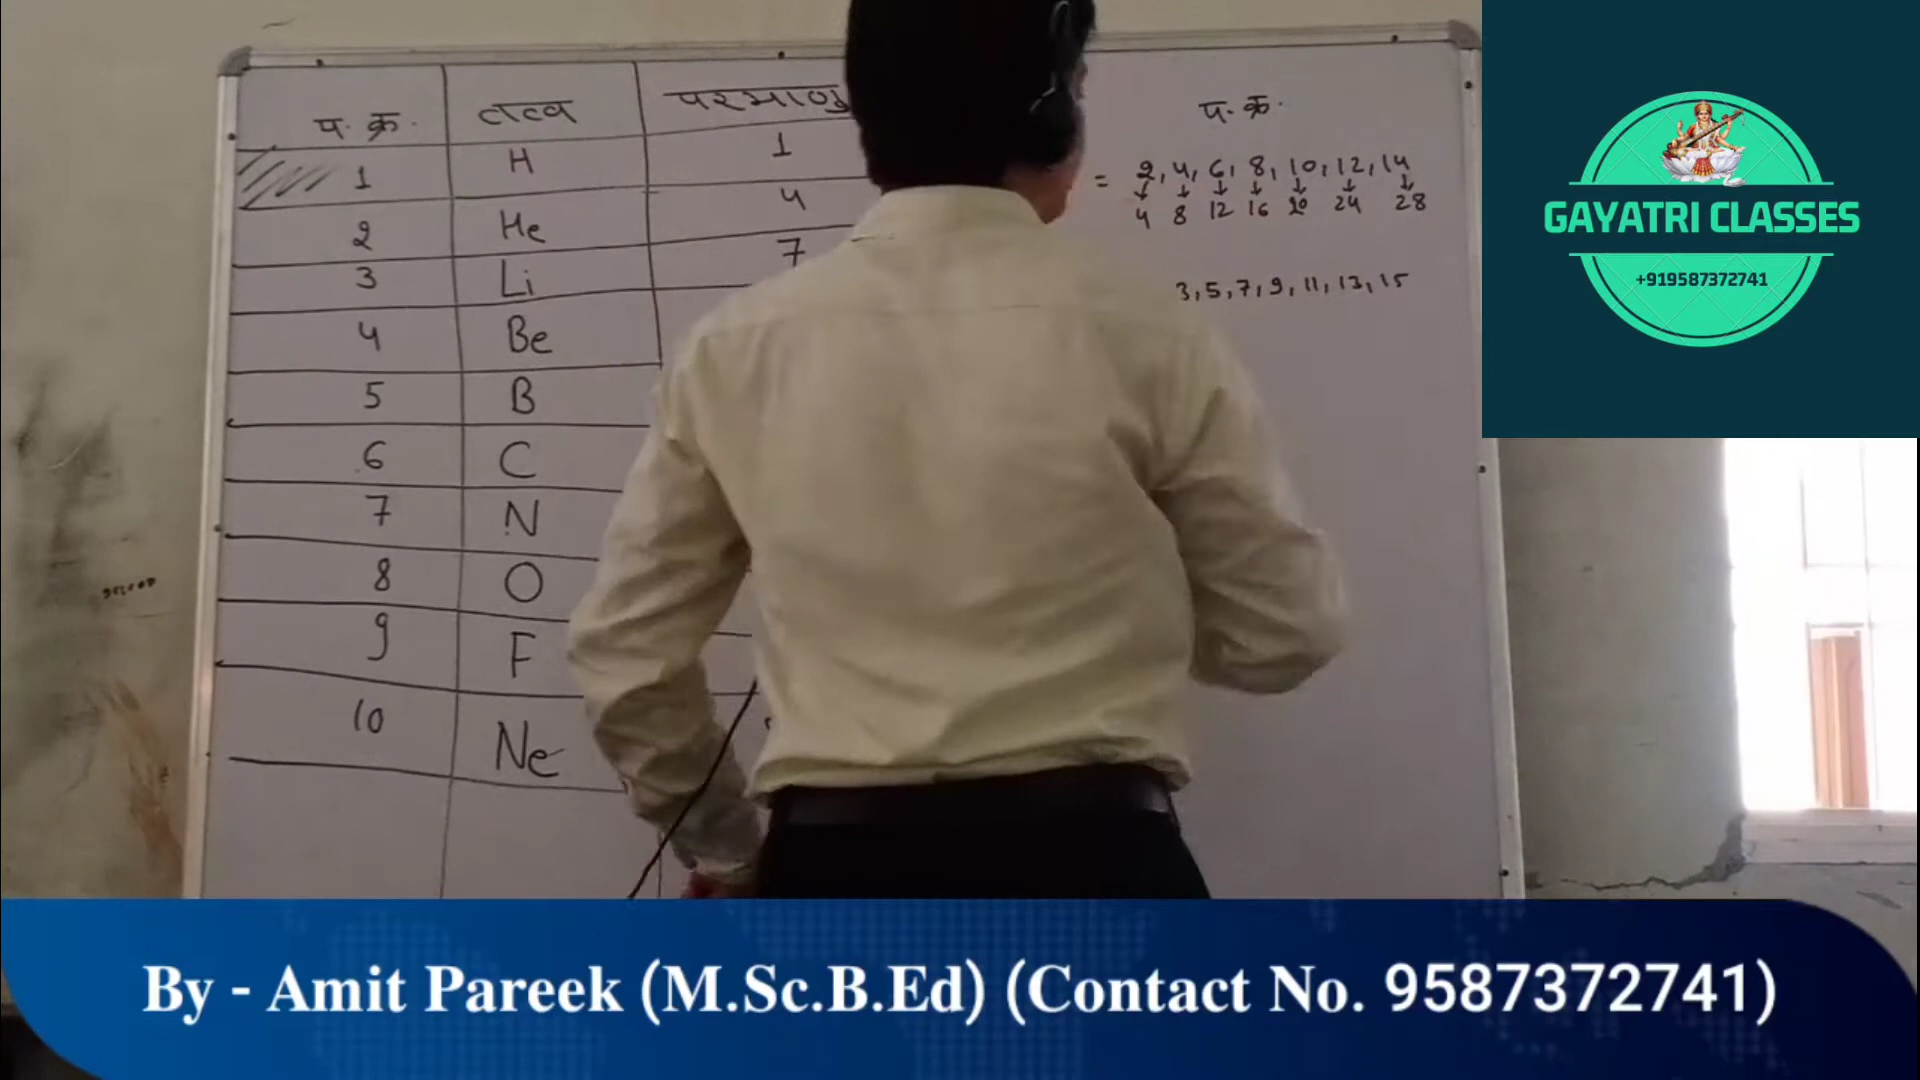 प. क्र. तत्व परमाणु
1 H 1
2 He 4
3 Li 7
4 Be
5 B
6 C
7 N
8 O
9 F
10 Ne
प. क्र.
= 2, 4, 6, 8, 10, 12, 14
↓ ↓ ↓ ↓ ↓ ↓ ↓
4 8 12 16 20 24 28
3, 5, 7, 9, 11, 13, 15
GAYATRI CLASSES
+919587372741
By - Amit Pareek (M.Sc.B.Ed) (Contact No. 9587372741)